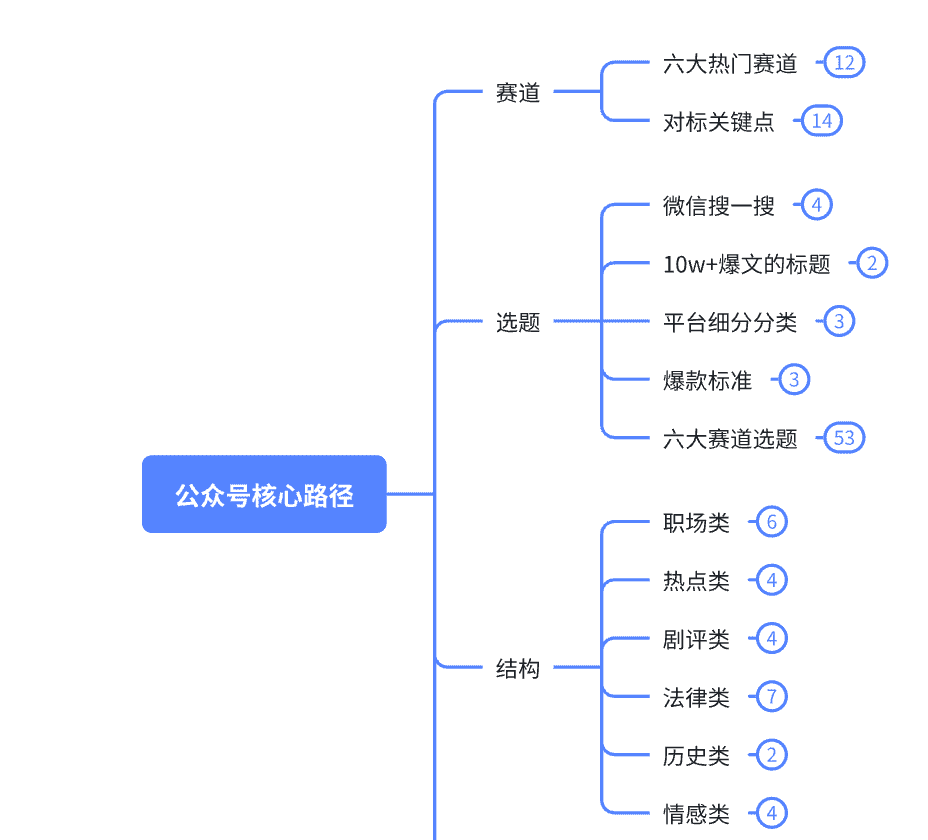 公众号核心路径
赛道
六大热门赛道 12
对标关键点 14
选题
微信搜一搜 4
10w+爆文的标题 2
平台细分分类 3
爆款标准 3
六大赛道选题 53
结构
职场类 6
热点类 4
剧评类 4
法律类 7
历史类 2
情感类 4